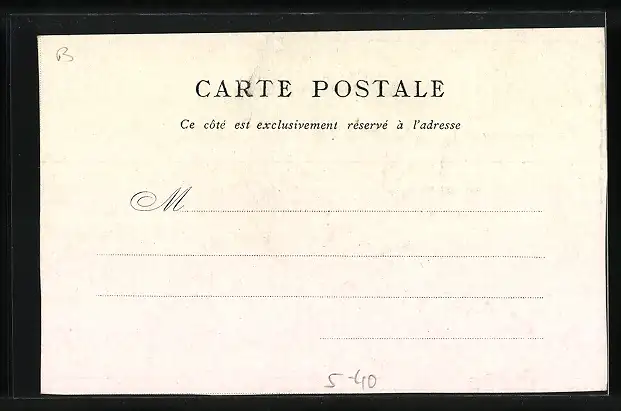 B
CARTE POSTALE
Ce côté est exclusivement réservé à l'adresse
M
5-40